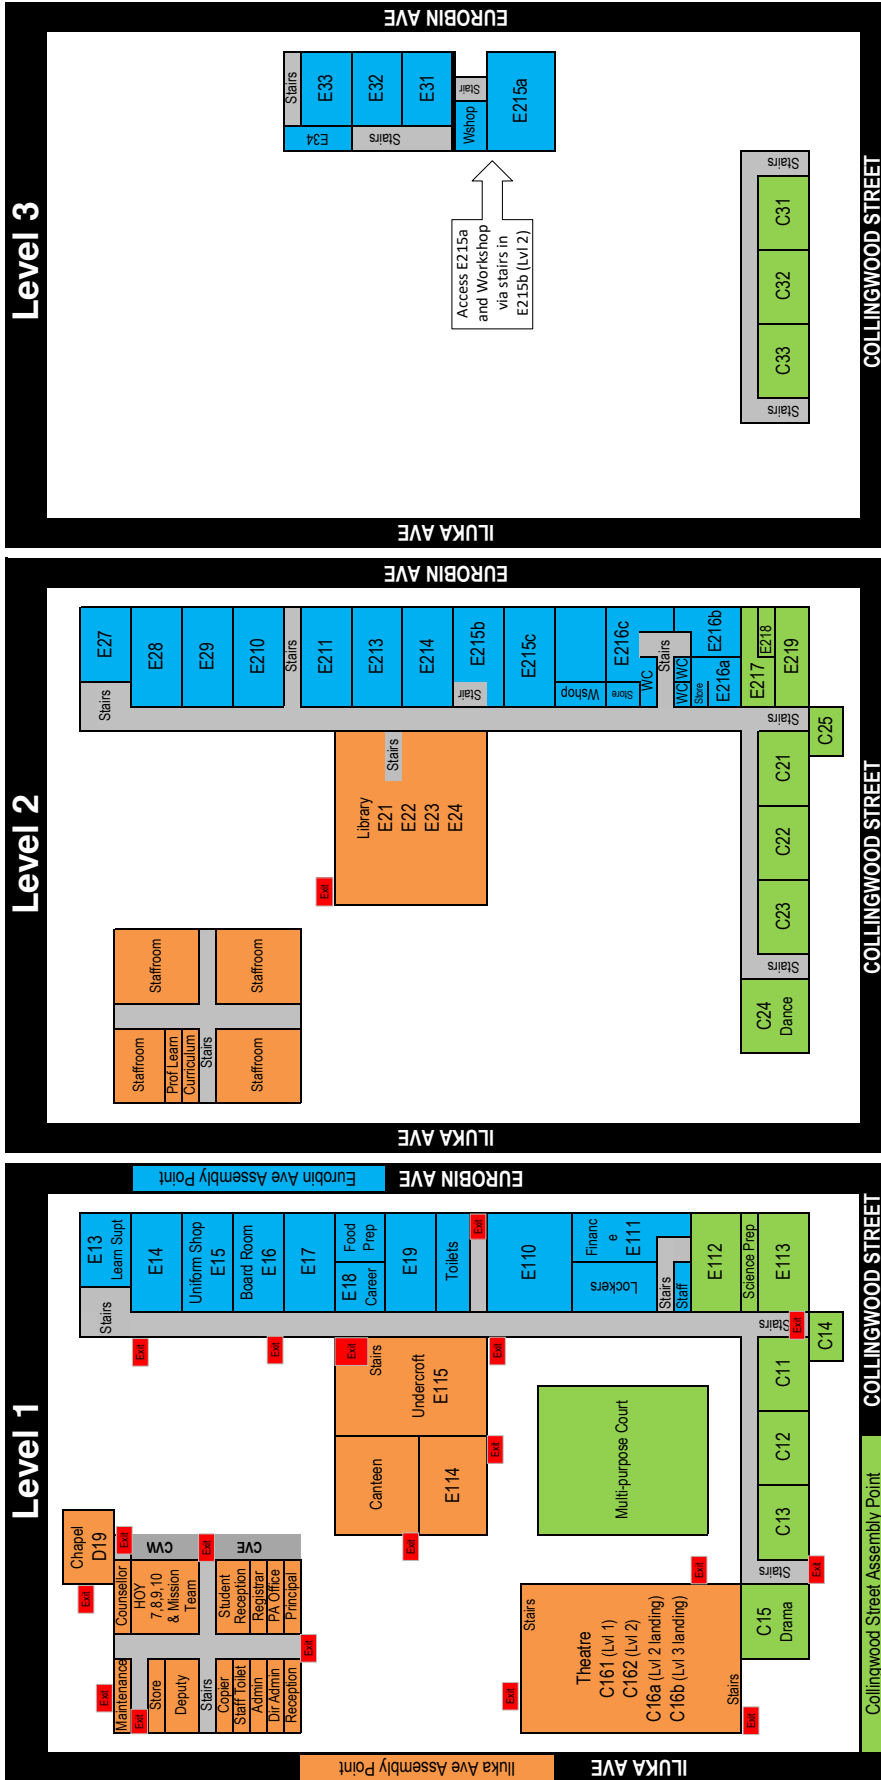 Level 3
EUROBIN AVE
Stairs
E33
E32
E31
E34
Stairs
Stair
Wshop
E215a
Access E215a
and Workshop
via stairs in
E215b (Lvl 2)
Stairs
C31
C32
C33
Stairs
ILUKA AVE
COLLINGWOOD STREET
Level 2
EUROBIN AVE
E27
Stairs
E28
E29
E210
Stairs
E211
E213
E214
E215b
Stair
E215c
Wshop
E216c
Store
WC
Stairs
WC
WC
E216b
Store
E216a
E217
E218
E219
Stairs
C25
C21
C22
C23
Stairs
C24
Dance
Library
E21
E22
E23
E24
Stairs
Exit
Staffroom
Staffroom
Staffroom
Prof Learn
Curriculum
Stairs
Staffroom
ILUKA AVE
COLLINGWOOD STREET
Level 1
Eurobin Ave Assembly Point
EUROBIN AVE
E13
Learn Supt
Stairs
E14
Uniform Shop
E15
Board Room
E16
E17
Food
Prep
E18
Career
E19
Toilets
Exit
E110
Financ
e
E111
Lockers
Stairs
Staff
E112
Science Prep
E113
Stairs
Exit
C14
C11
C12
C13
Stairs
Exit
C15
Drama
Exit
Exit
Exit
Stairs
Undercroft
E115
Exit
Canteen
E114
Exit
Exit
Multi-purpose Court
Chapel
D19
Exit
Exit
Counsellor
CVW
HOY
7,8,9,10
& Mission
Team
Exit
CVE
Student
Reception
Registrar
PA Office
Principal
Exit
Maintenance
Exit
Exit
Store
Deputy
Stairs
Copier
Staff Toilet
Admin
Dir Admin
Reception
Exit
Stairs
Theatre
C161 (Lvl 1)
C162 (Lvl 2)
C16a (Lvl 2 landing)
C16b (Lvl 3 landing)
Stairs
Exit
Exit
Iluka Ave Assembly Point
ILUKA AVE
Collingwood Street Assembly Point
COLLINGWOOD STREET